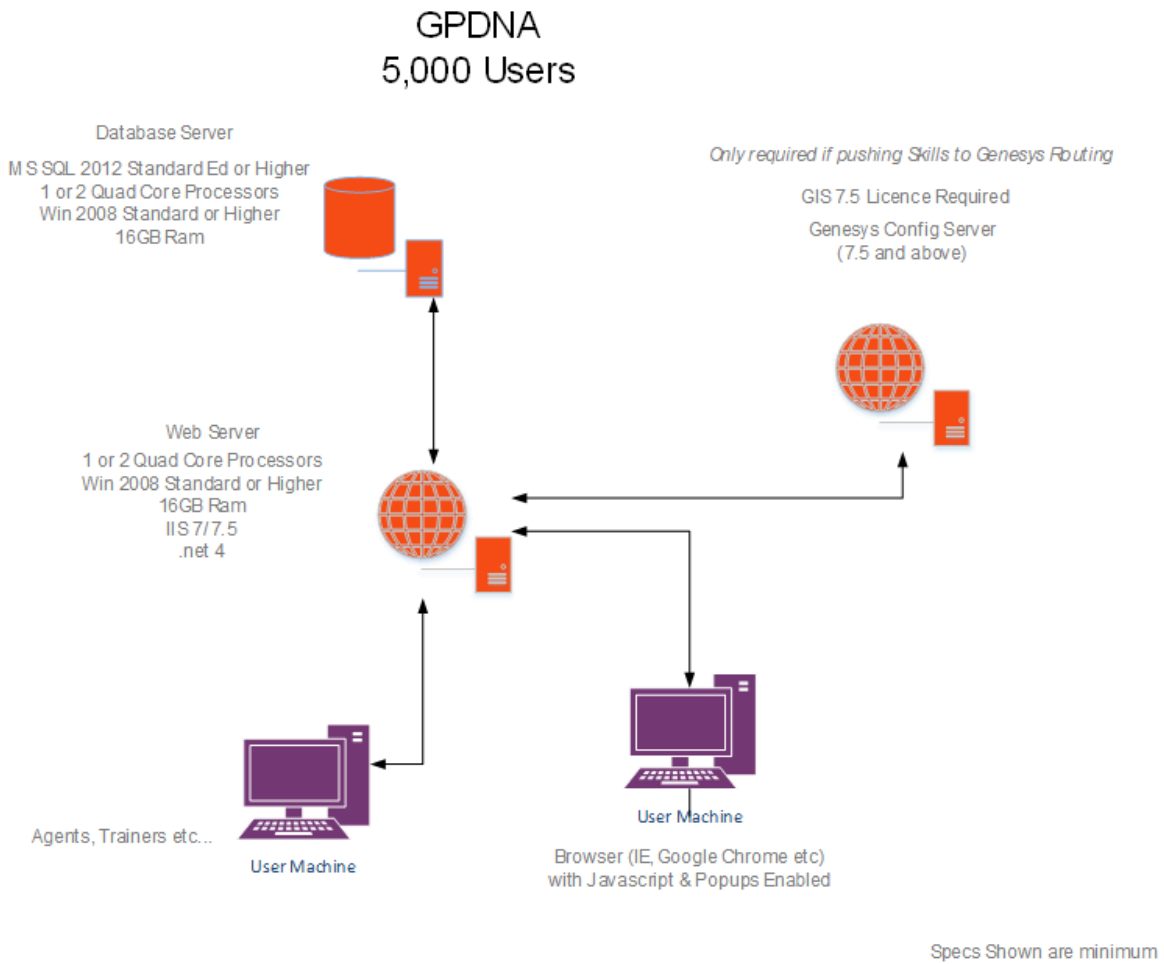 GPDNA
5,000 Users
Database Server
MS SQL 2012 Standard Ed or Higher
1 or 2 Quad Core Processors
Win 2008 Standard or Higher
16GB Ram
Only required if pushing Skills to Genesys Routing
GIS 7.5 Licence Required
Genesys Config Server
(7.5 and above)
Web Server
1 or 2 Quad Core Processors
Win 2008 Standard or Higher
16GB Ram
IIS 7/7.5
.net 4
Agents, Trainers etc...
User Machine
User Machine
Browser (IE, Google Chrome etc)
with Javascript & Popups Enabled
Specs Shown are minimum